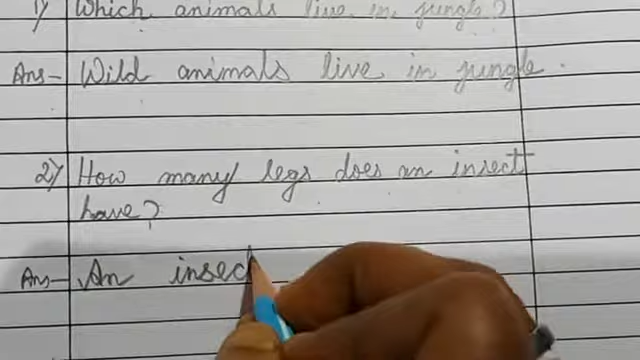 1) Which animals live in jungle?
Ans- Wild animals live in jungle.
2) How many legs does an insect
have?
Ans- An insec